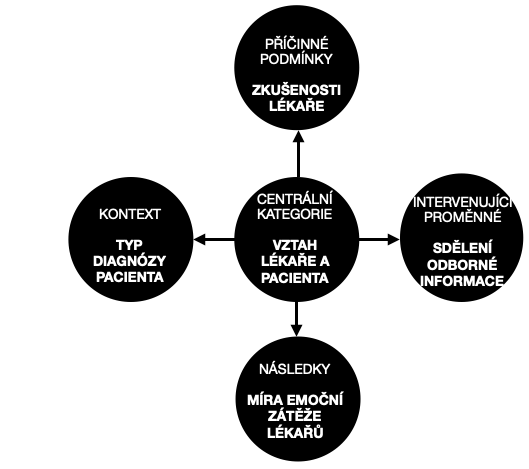 PŘÍČINNÉ
PODMÍNKY
ZKUŠENOSTI
LÉKAŘE
KONTEXT
TYP
DIAGNÓZY
PACIENTA
CENTRÁLNÍ
KATEGORIE
VZTAH
LÉKAŘE A
PACIENTA
INTERVENUJÍCÍ
PROMĚNNÉ
SDĚLENÍ
ODBORNÉ
INFORMACE
NÁSLEDKY
MÍRA EMOČNÍ
ZÁTĚŽE
LÉKAŘŮ